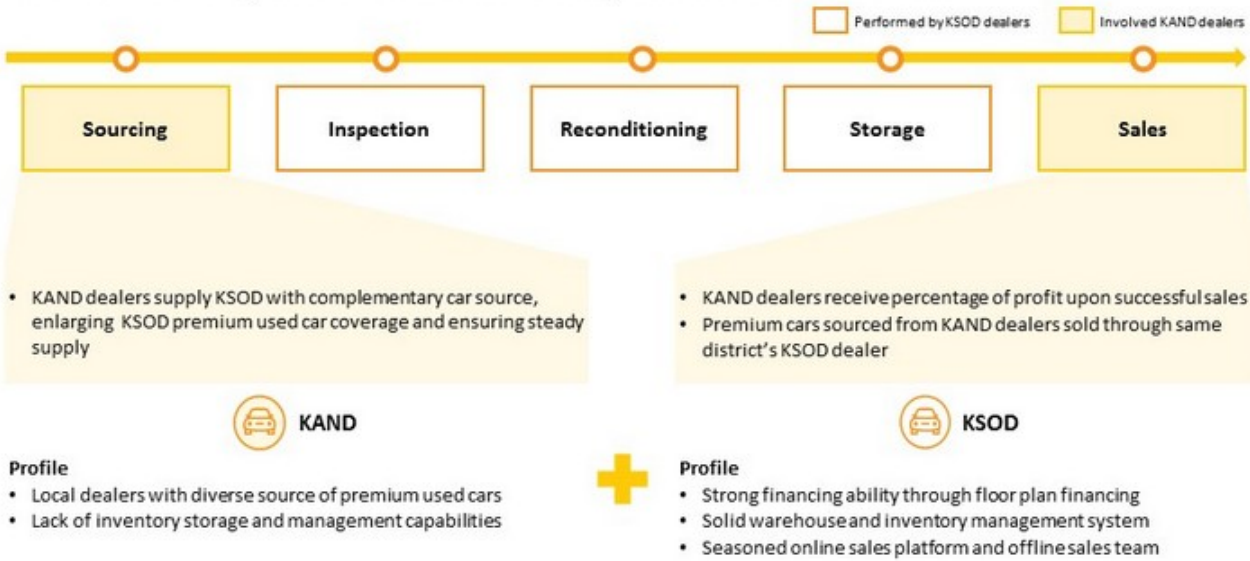 Performed by KSOD dealers
Involved KAND dealers
Sourcing
Inspection
Reconditioning
Storage
Sales
• KAND dealers supply KSOD with complementary car source,
enlarging KSOD premium used car coverage and ensuring steady
supply
• KAND dealers receive percentage of profit upon successful sales
• Premium cars sourced from KAND dealers sold through same
district's KSOD dealer
KAND
Profile
• Local dealers with diverse source of premium used cars
• Lack of inventory storage and management capabilities
KSOD
Profile
• Strong financing ability through floor plan financing
• Solid warehouse and inventory management system
• Seasoned online sales platform and offline sales team